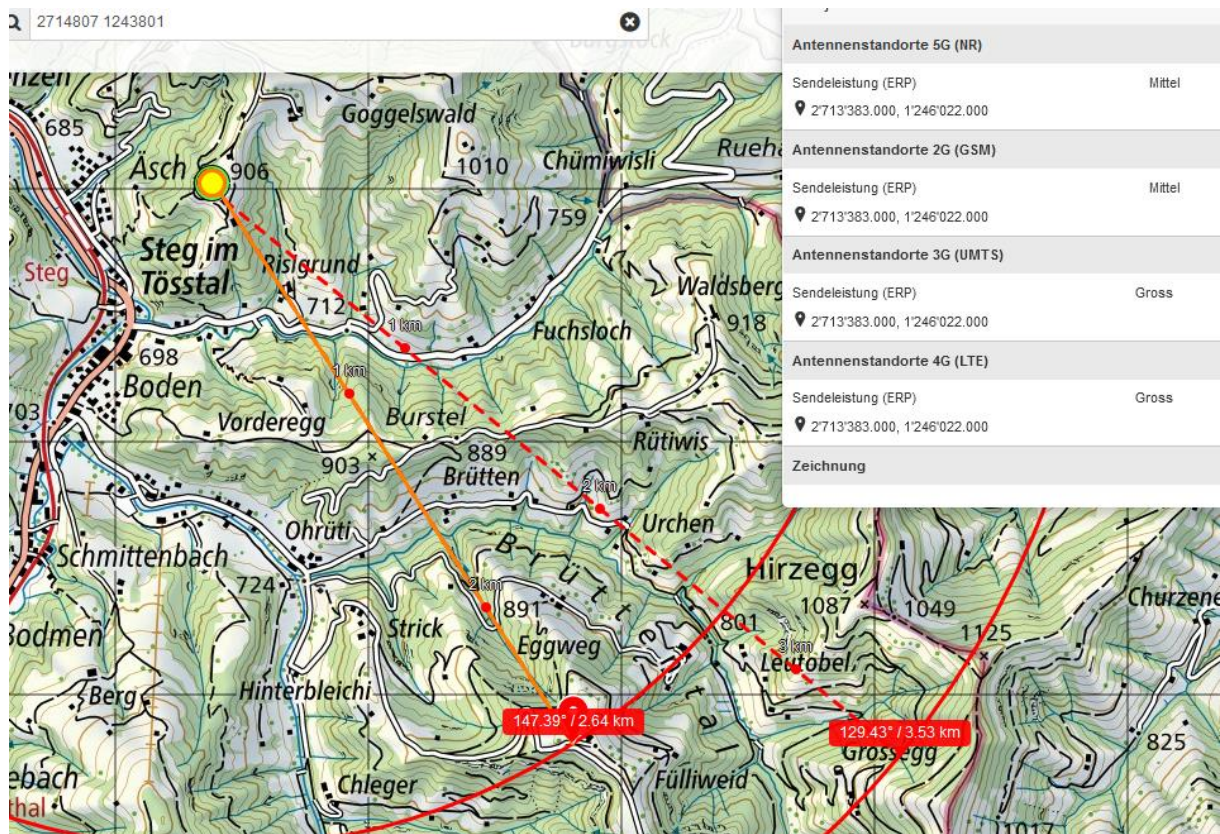 2714807 1243801
Antennenstandorte 5G (NR)
Sendeleistung (ERP) Mittel
2'713'383.000, 1'246'022.000
Antennenstandorte 2G (GSM)
Sendeleistung (ERP) Mittel
2'713'383.000, 1'246'022.000
Antennenstandorte 3G (UMTS)
Sendeleistung (ERP) Gross
2'713'383.000, 1'246'022.000
Antennenstandorte 4G (LTE)
Sendeleistung (ERP) Gross
2'713'383.000, 1'246'022.000
Zeichnung
685
Goggelswald
Äsch 906
1010
Chümiwisli
759
Steg im
Tösstal
Steg
Risigrund
712
Waldsberg
918
1 km
Fuchsloch
698
Boden
1 km
Vorderegg
Burstel
Rütiwis
903
889
Brütten
2 km
Urchen
Ohrüti
Schmittenbach
724
Brüttental
Hirzegg
1087
1049
Churzene
2 km
891
801
1125
Strick
Eggweg
3 km
Leutobel.
Berg
Hinterbleichi
147.39° / 2.64 km
129.43° / 3.53 km
Grossegg
825
Chleger
Fülliweid